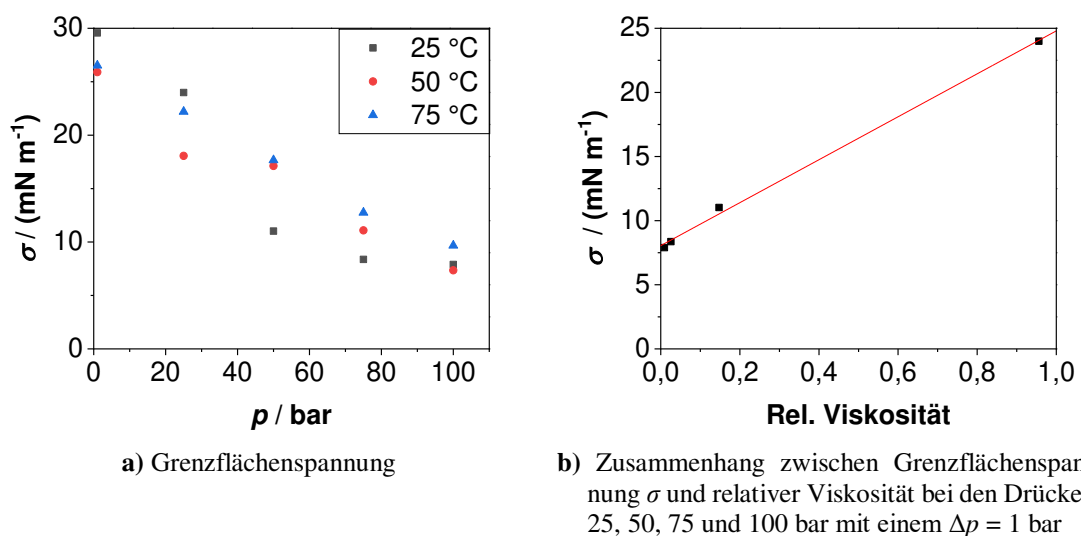 30
20
10
0
σ / (mN m⁻¹)
25 °C
50 °C
75 °C
0 20 40 60 80 100
p / bar
a) Grenzflächenspannung
25
20
15
10
5
0
σ / (mN m⁻¹)
0,0 0,2 0,4 0,6 0,8 1,0
Rel. Viskosität
b) Zusammenhang zwischen Grenzflächenspan
nung σ und relativer Viskosität bei den Drücke
25, 50, 75 und 100 bar mit einem Δp = 1 bar